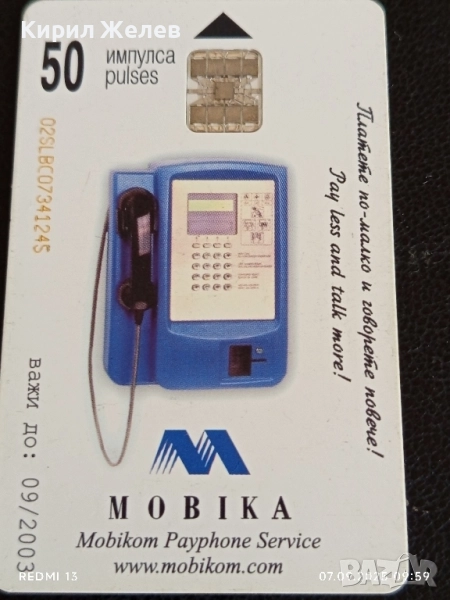 Кирил Желев
50
импулса
pulses
02SLBC07341245
Платете по-малко и говорете повече!
Pay less and talk more!
важи до: 09/2003
MOBIKA
Mobikom Payphone Service
www.mobikom.com
REDMI 13
BAZAR